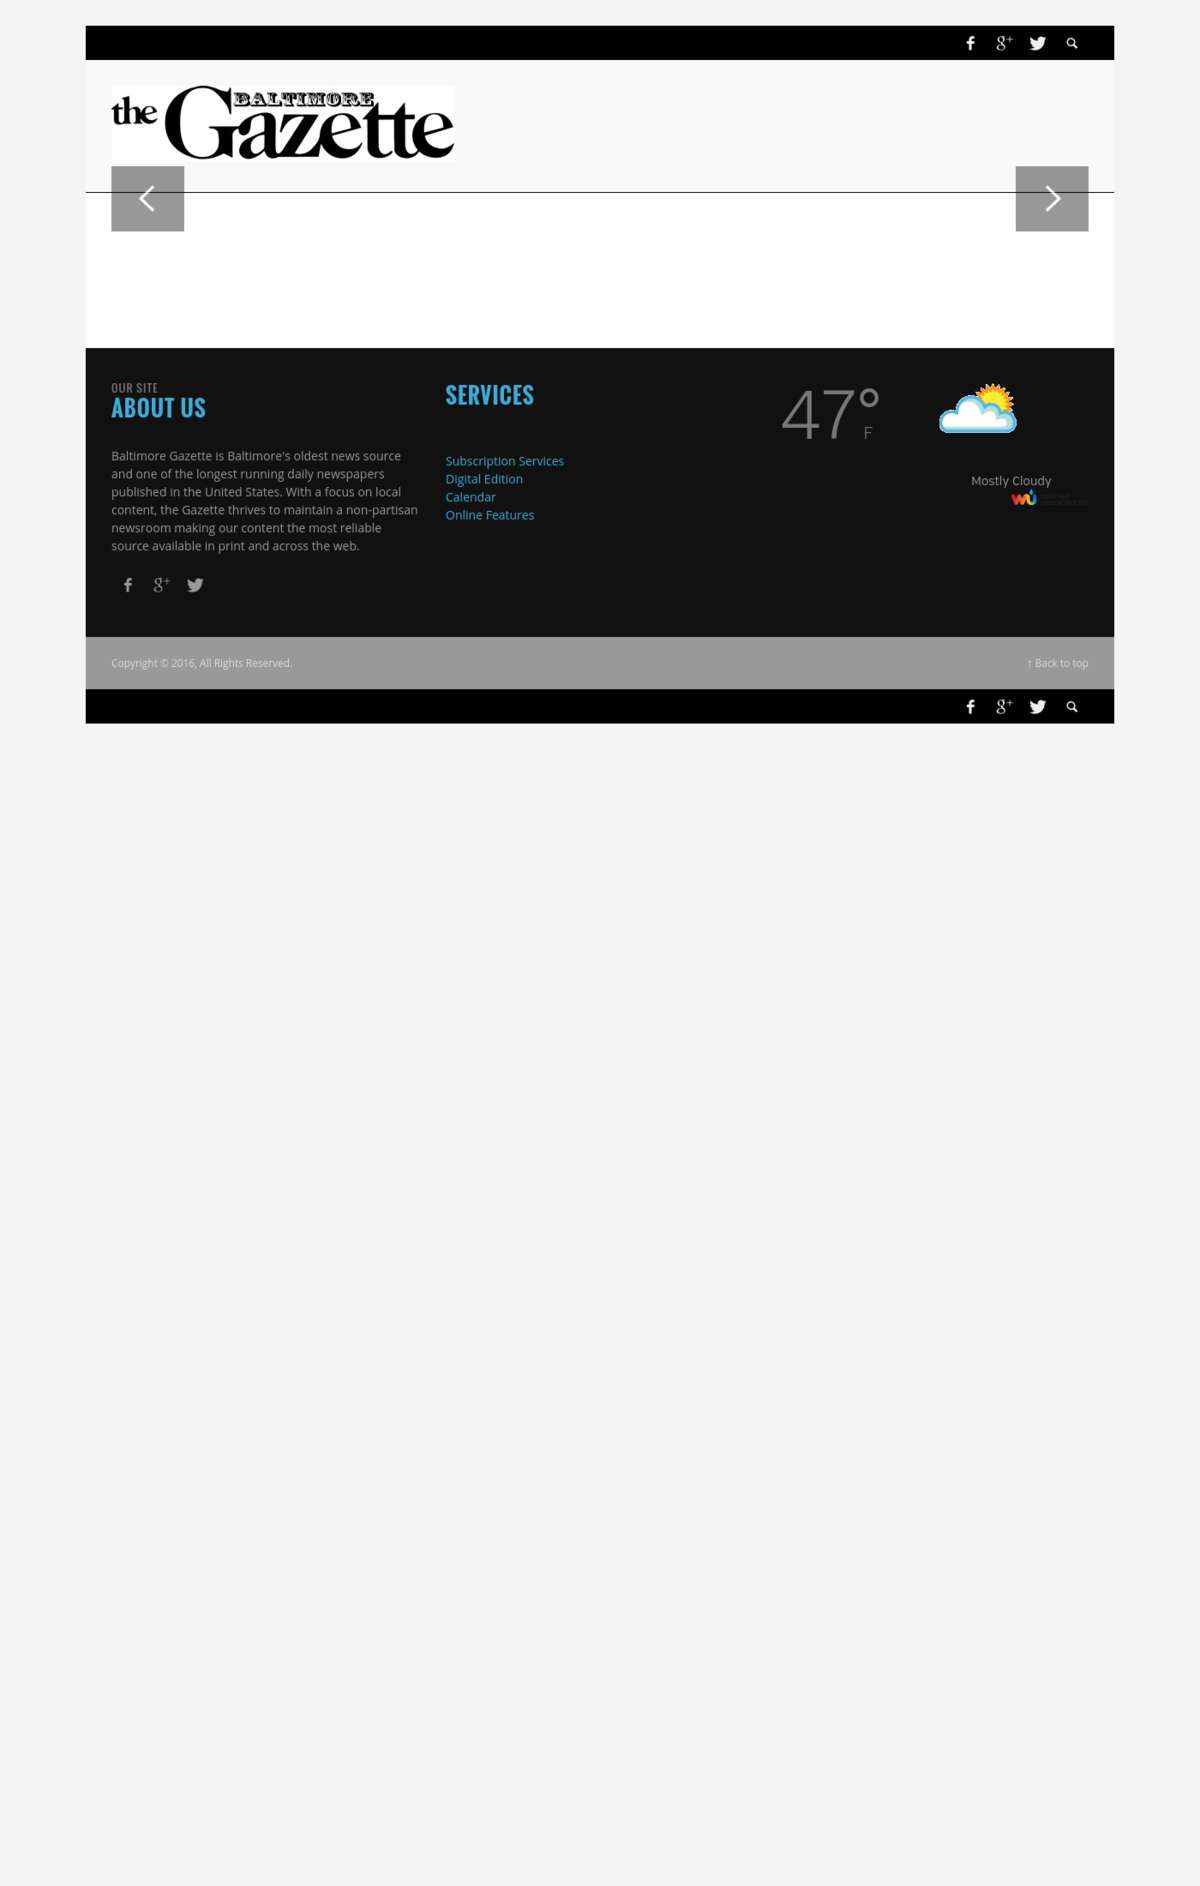 the Gazette
BALTIMORE
OUR SITE
ABOUT US
Baltimore Gazette is Baltimore's oldest news source
and one of the longest running daily newspapers
published in the United States. With a focus on local
content, the Gazette thrives to maintain a non-partisan
newsroom making our content the most reliable
source available in print and across the web.
SERVICES
Subscription Services
Digital Edition
Calendar
Online Features
47°
F
Mostly Cloudy
Copyright © 2016, All Rights Reserved.
↑ Back to top